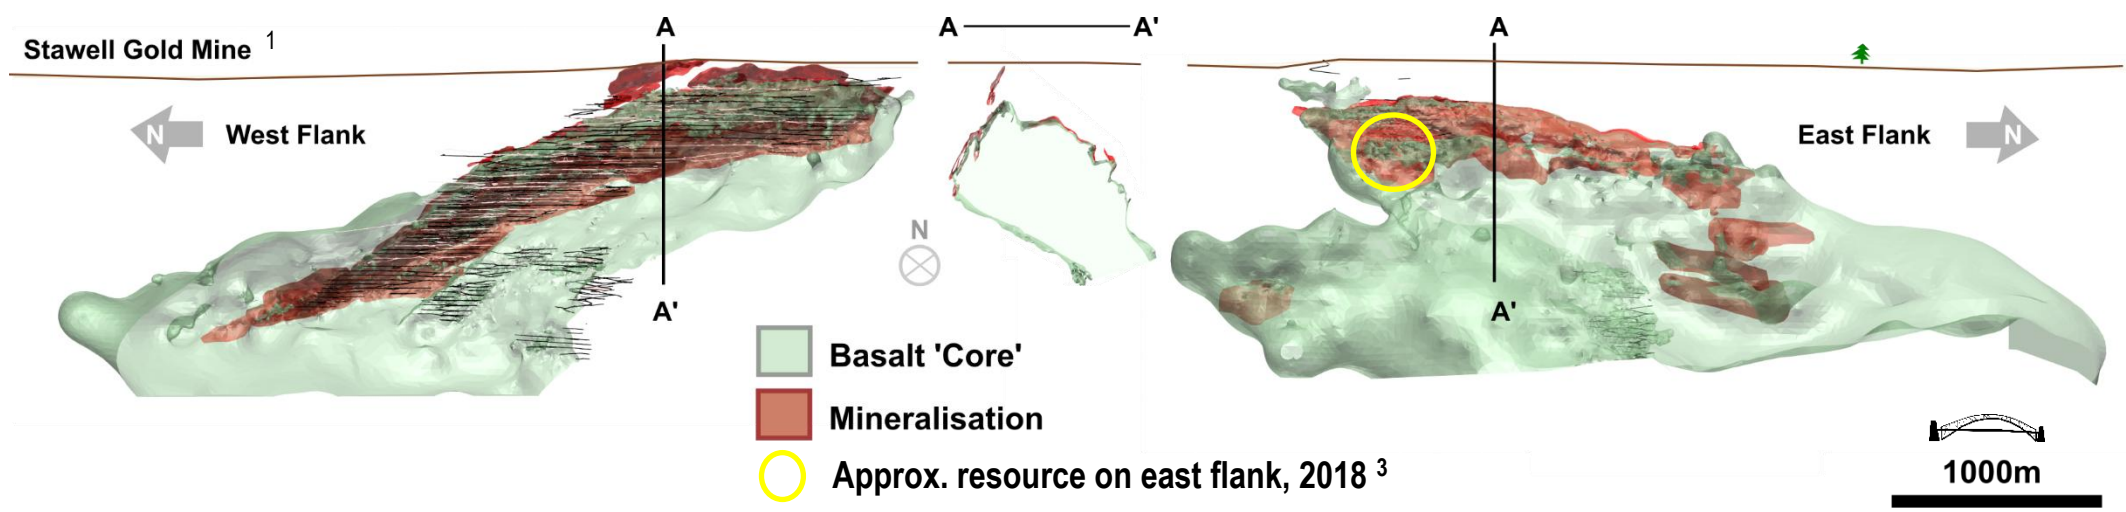 A
A
A'
A
Stawell Gold Mine 1
N
West Flank
East Flank
N
N
A'
A'
Basalt 'Core'
Mineralisation
Approx. resource on east flank, 2018 3
1000m